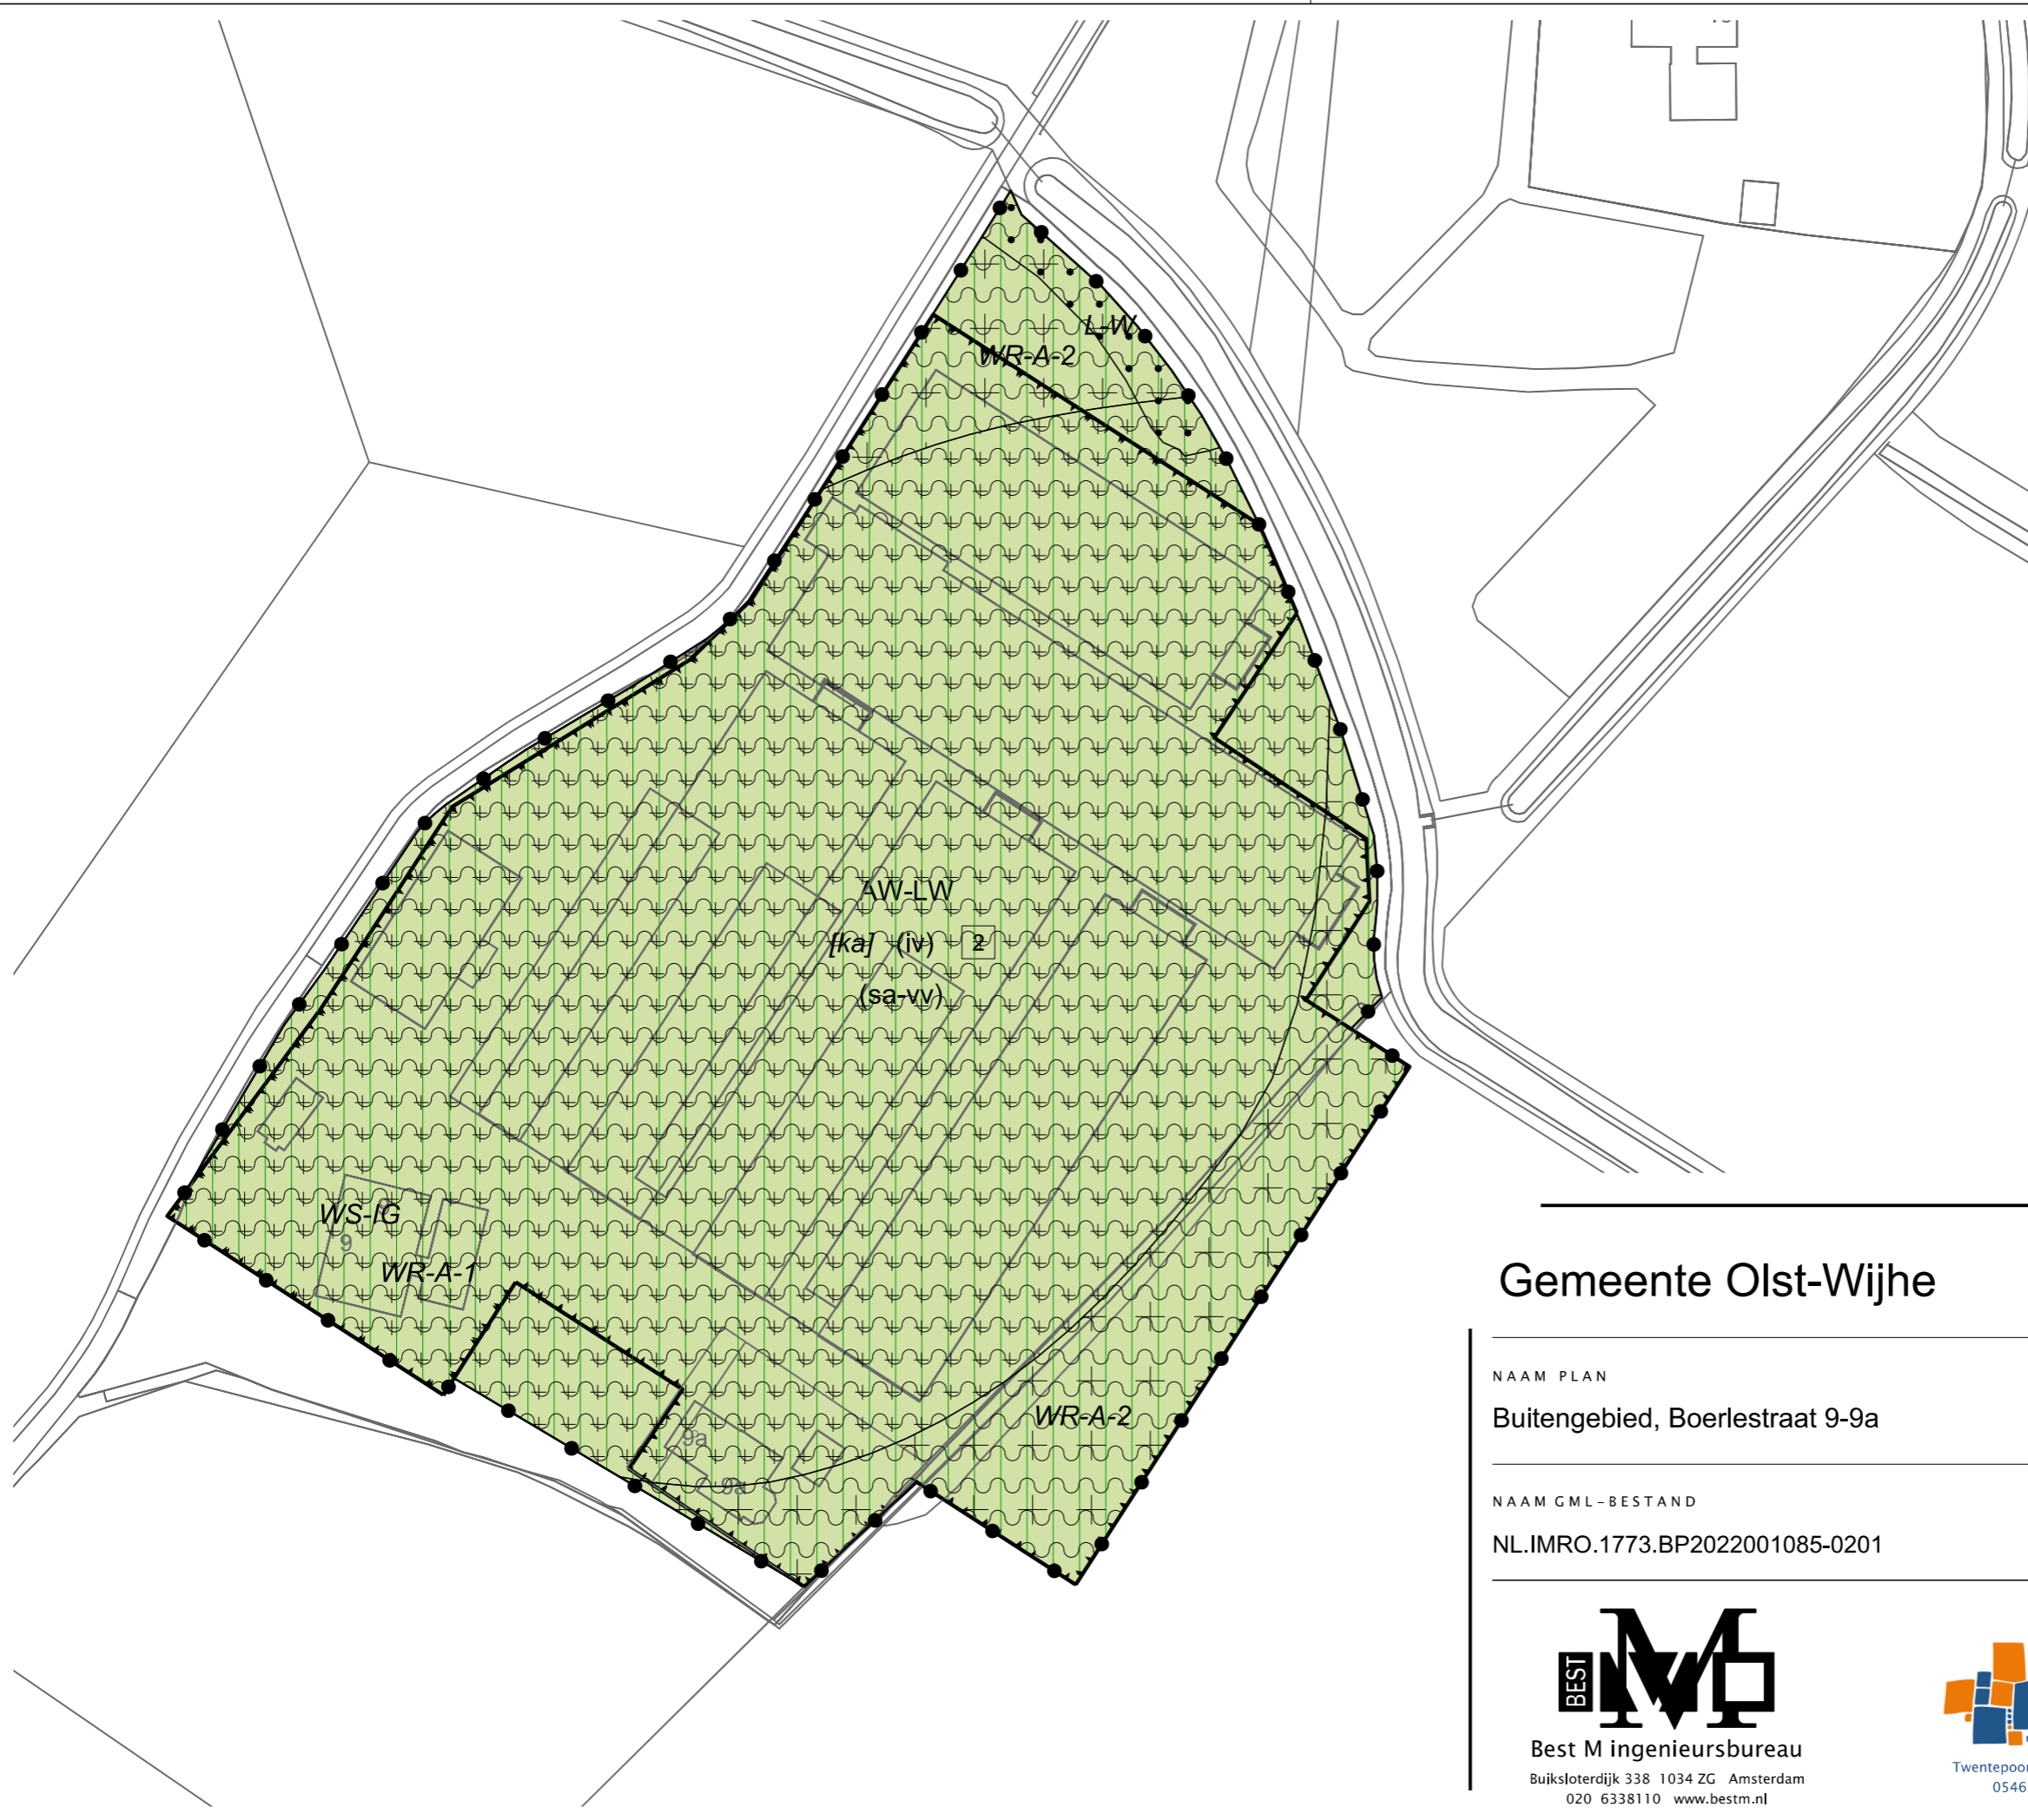 L-W
WR-A-2
AW-LW
[ka] (iv) 2
(sa-vv)
WS-IG
9
9
WR-A-1
WR-A-2
9a
9a
Gemeente Olst-Wijhe
NAAM PLAN
Buitengebied, Boerlestraat 9-9a
NAAM GML-BESTAND
NL.IMRO.1773.BP2022001085-0201
BEST
M
Best M ingenieursbureau
Buiksloterdijk 338 1034 ZG Amsterdam
020 6338110 www.bestm.nl
Twentepoor
0546